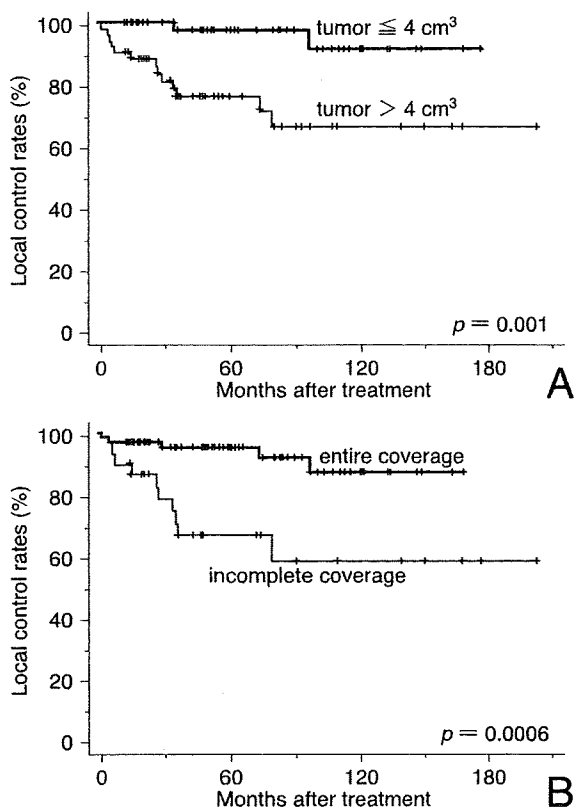 Local control rates (%)
100
80
60
40
20
0
tumor ≦ 4 cm³
tumor > 4 cm³
p = 0.001
0
60
120
180
Months after treatment
A
Local control rates (%)
100
80
60
40
20
0
entire coverage
incomplete coverage
p = 0.0006
0
60
120
180
Months after treatment
B